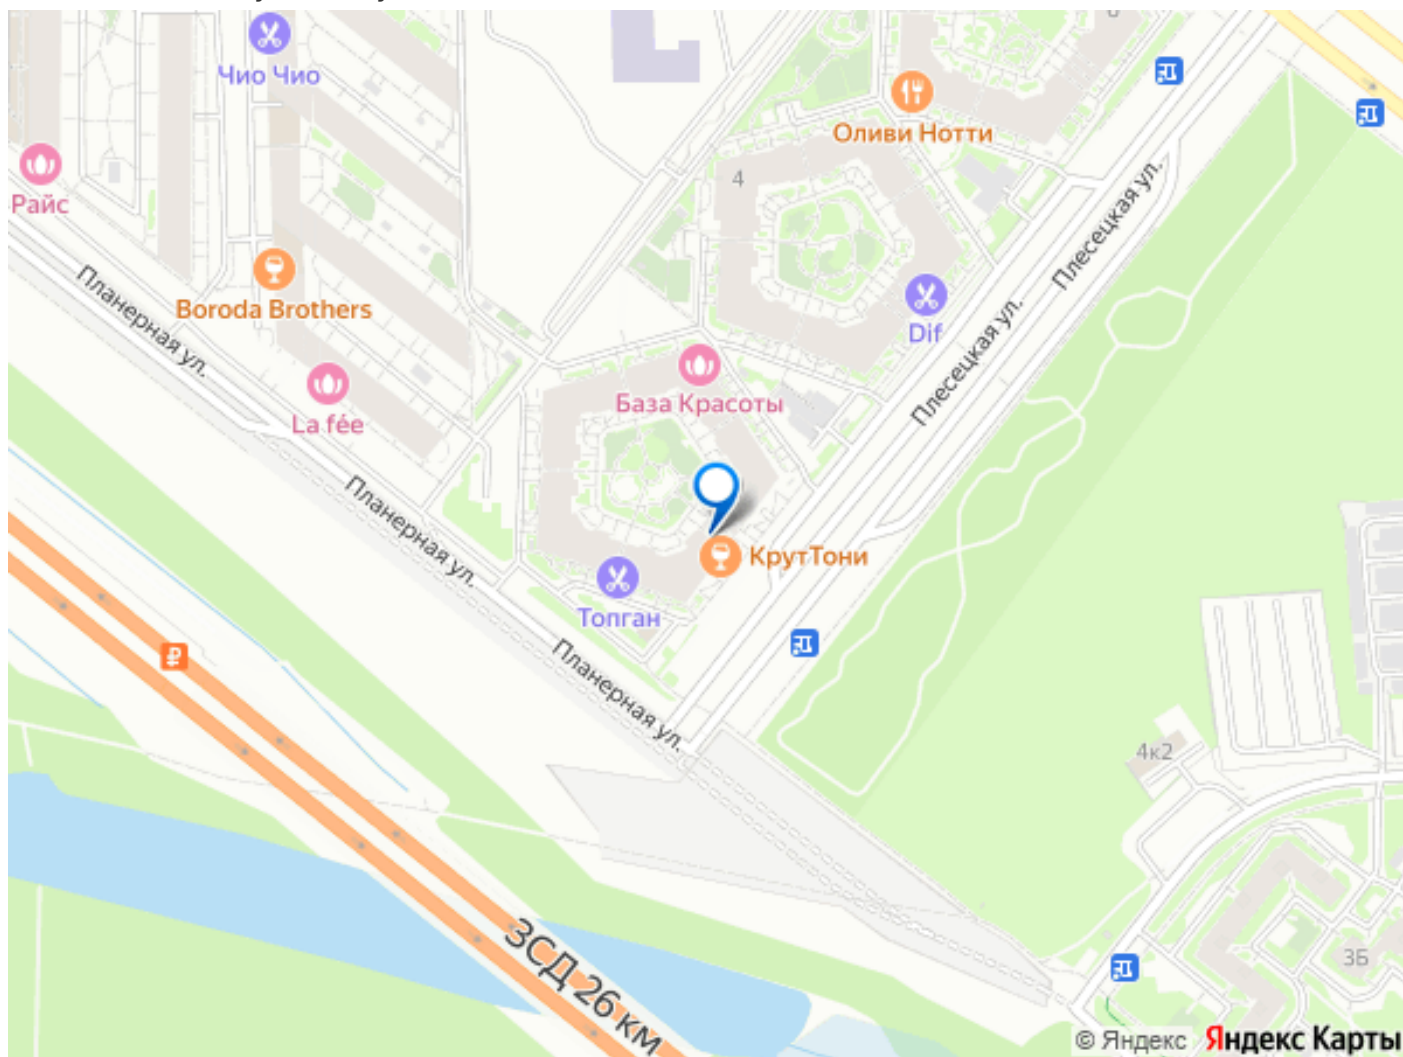 Чио Чио
Оливи Нотти
Райс
4
Плесецкая ул.
Планерная ул.
Boroda Brothers
Dif
Плесецкая ул.
La fée
База Красоты
Планерная ул.
КрутТони
Топган
Планерная ул.
4к2
ЗСД 26 км
3Б
© Яндекс Яндекс Карты